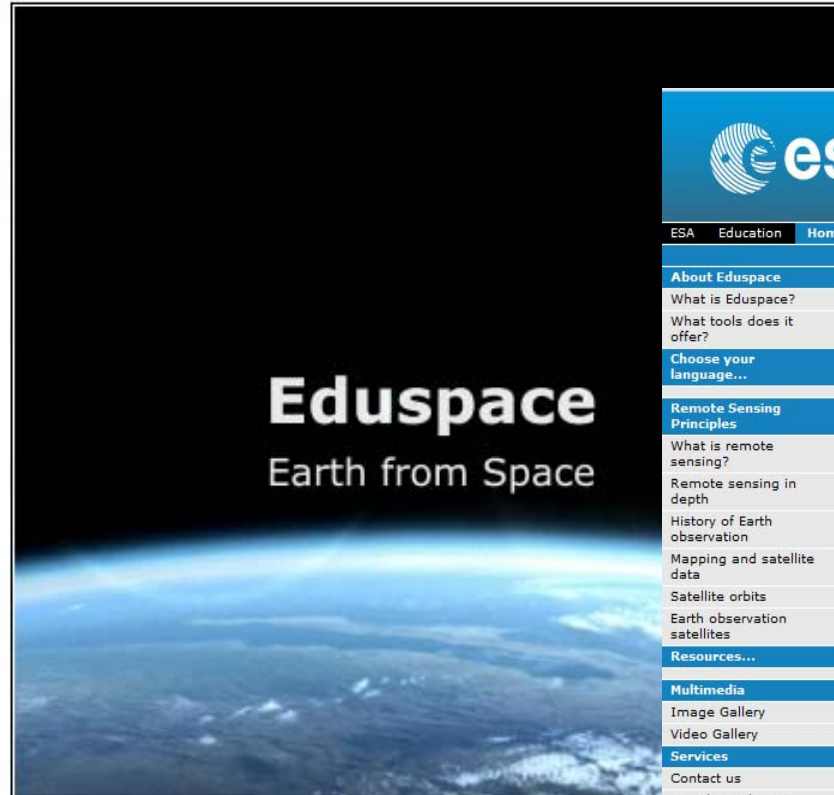 Eduspace
Earth from Space
es
ESA Education Hom
About Eduspace
What is Eduspace?
What tools does it
offer?
Choose your
language...
Remote Sensing
Principles
What is remote
sensing?
Remote sensing in
depth
History of Earth
observation
Mapping and satellite
data
Satellite orbits
Earth observation
satellites
Resources...
Multimedia
Image Gallery
Video Gallery
Services
Contact us